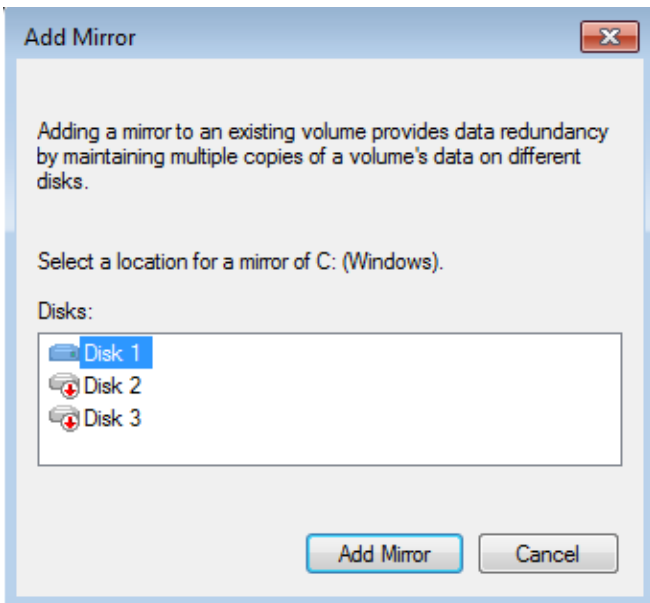 Add Mirror
Adding a mirror to an existing volume provides data redundancy
by maintaining multiple copies of a volume's data on different
disks.
Select a location for a mirror of C: (Windows).
Disks:
Disk 1
Disk 2
Disk 3
Add Mirror Cancel